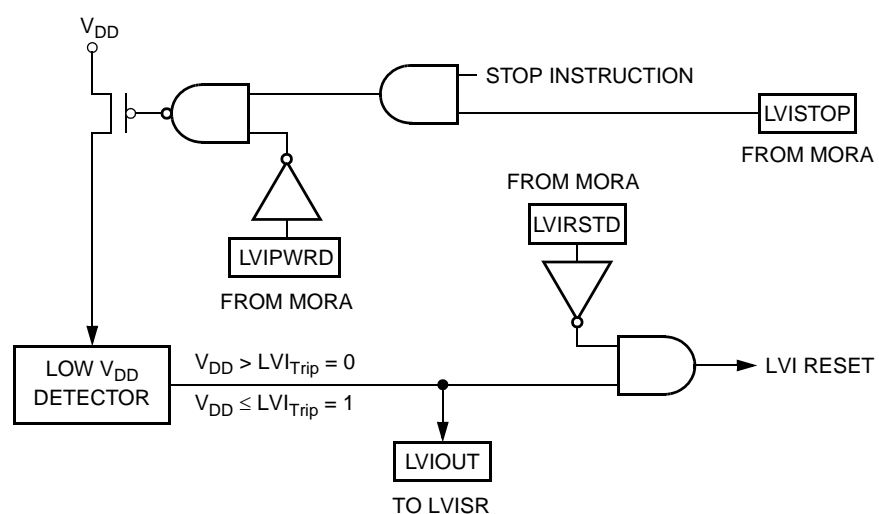 VDD
STOP INSTRUCTION
LVISTOP
FROM MORA
FROM MORA
LVIRSTD
LVIPWRD
FROM MORA
LOW VDD
DETECTOR
VDD > LVITrip = 0
VDD ≤ LVITrip = 1
LVI RESET
LVIOUT
TO LVISR